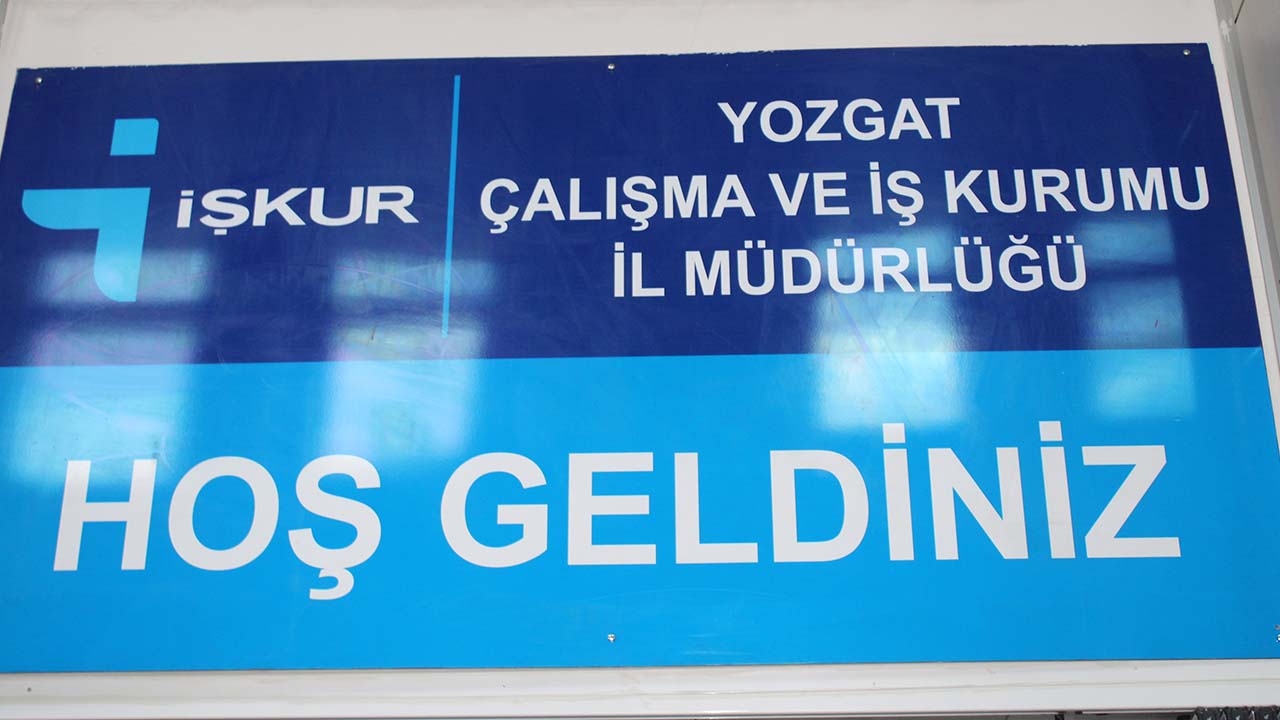 İŞKUR
YOZGAT
ÇALIŞMA VE İŞ KURUMU
İL MÜDÜRLÜĞÜ
HOŞ GELDİNİZ